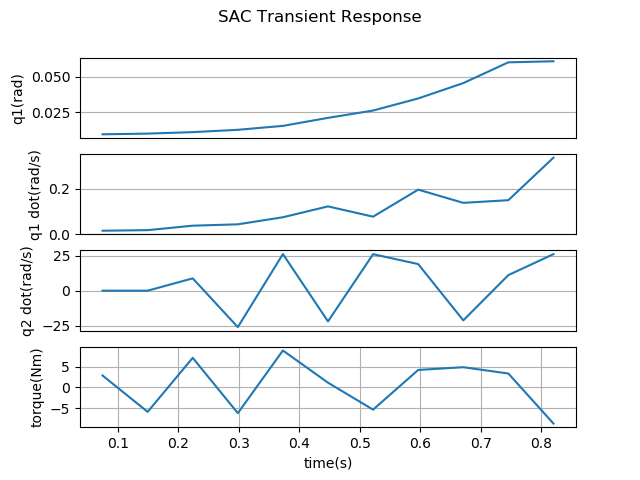 SAC Transient Response
q1(rad)
0.050
0.025
q1 dot(rad/s)
0.2
0.0
q2 dot(rad/s)
25
0
−25
torque(Nm)
5
0
−5
0.1 0.2 0.3 0.4 0.5 0.6 0.7 0.8
time(s)